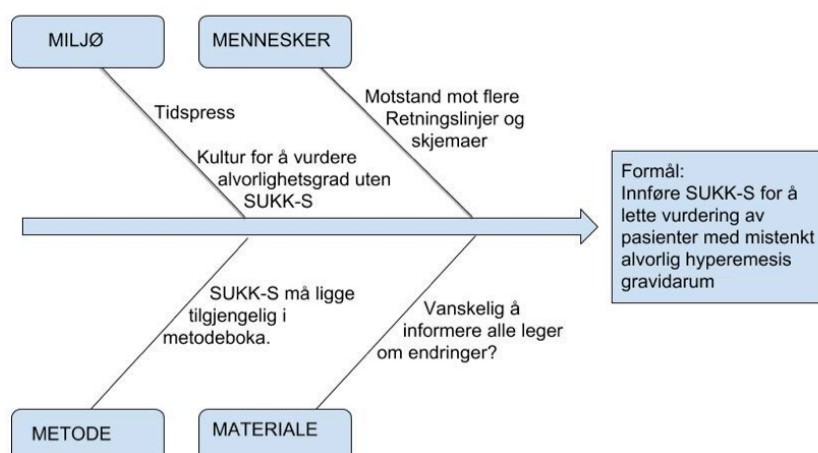 MILJØ
MENNESKER
Tidspress
Kultur for å vurdere
alvorlighetsgrad uten
SUKK-S
Motstand mot flere
Retningslinjer og
skjemaer
Formål:
Innføre SUKK-S for å
lette vurdering av
pasienter med mistenkt
alvorlig hyperemesis
gravidarum
SUKK-S må ligge
tilgjengelig i
metodeboka.
Vanskelig å
informere alle leger
om endringer?
METODE
MATERIALE